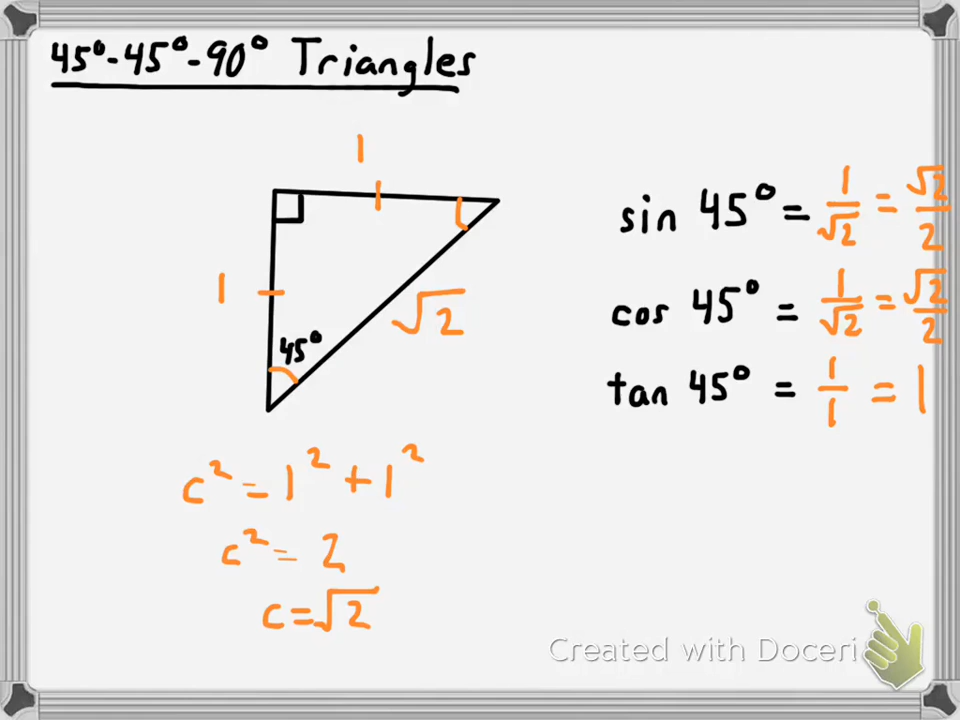 45°-45°-90° Triangles
1
1
√2
45°
sin 45° = 1/√2 = √2/2
cos 45° = 1/√2 = √2/2
tan 45° = 1/1 = 1
c² = 1² + 1²
c² = 2
c = √2
Created with Doceri